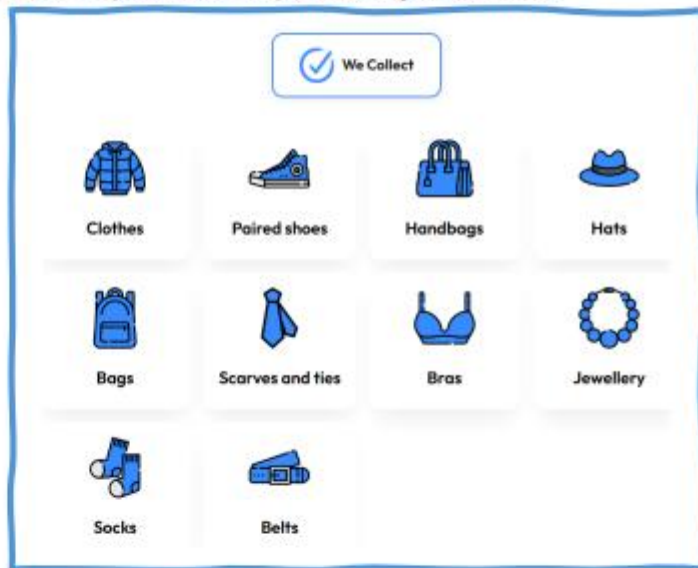 We Collect
Clothes Paired shoes Handbags Hats
Bags Scarves and ties Bras Jewellery
Socks Belts